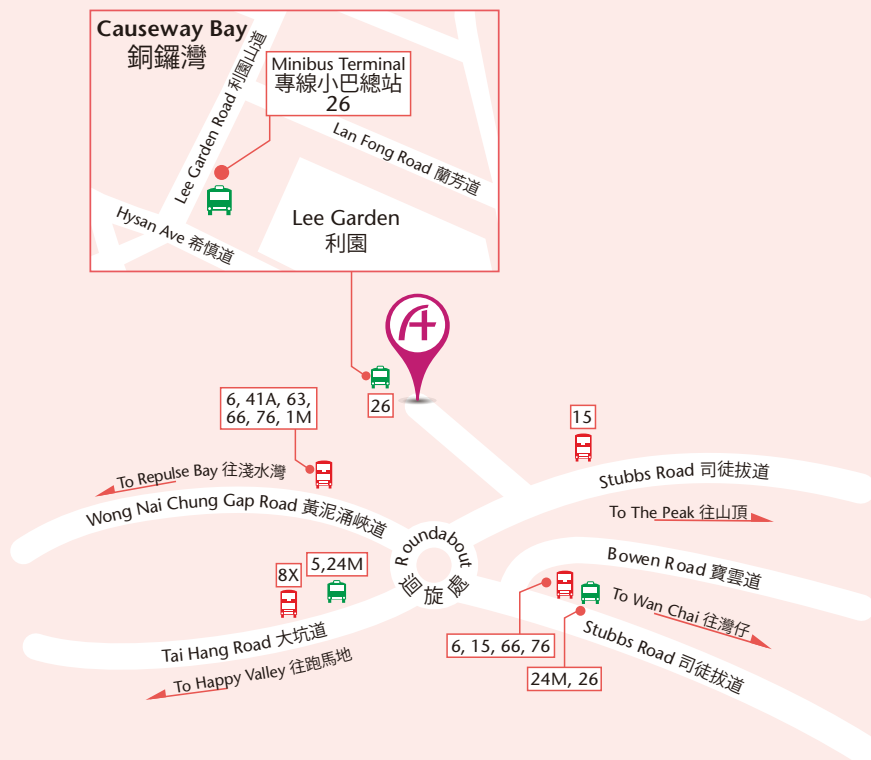 Causeway Bay
銅鑼灣
Lee Garden Road 利園山道
Minibus Terminal
專線小巴總站
26
Lan Fong Road 蘭芳道
Hysan Ave 希慎道
Lee Garden
利園
6, 41A, 63,
66, 76, 1M
26
15
To Repulse Bay 往淺水灣
Wong Nai Chung Gap Road 黃泥涌峽道
Stubbs Road 司徒拔道
To The Peak 往山頂
Roundabout
迴旋處
Bowen Road 寶雲道
8X
5,24M
To Wan Chai 往灣仔
Tai Hang Road 大坑道
To Happy Valley 往跑馬地
6, 15, 66, 76
24M, 26
Stubbs Road 司徒拔道